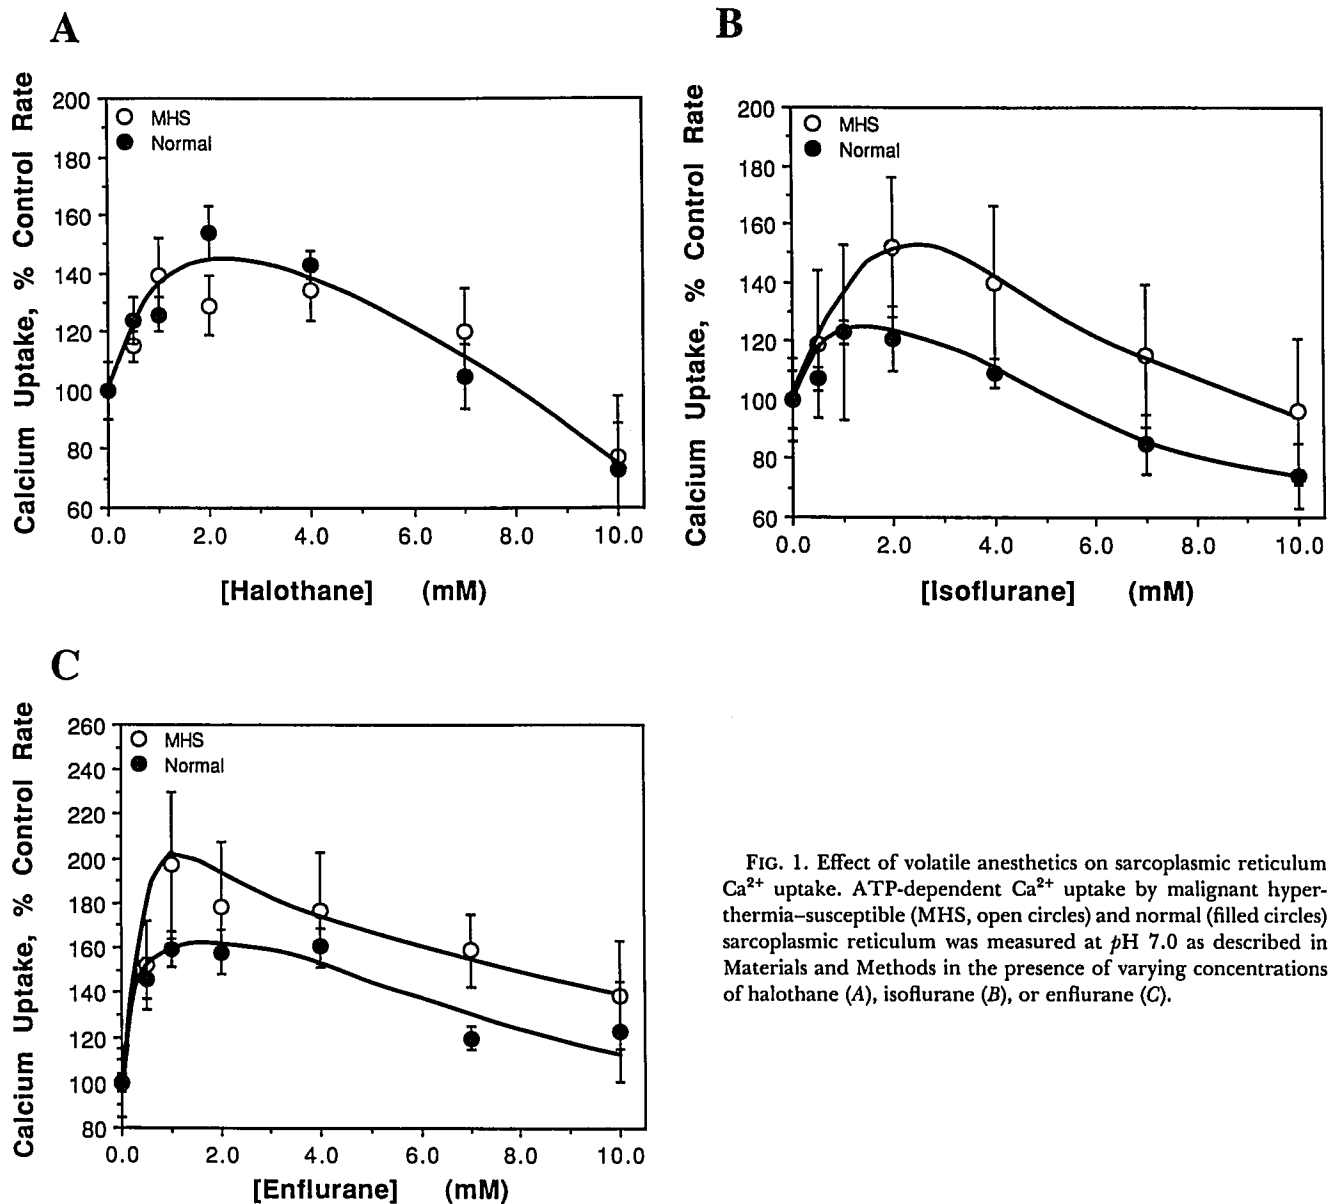 A
Calcium Uptake, % Control Rate
200
180
160
140
120
100
80
60
MHS
Normal
0.0 2.0 4.0 6.0 8.0 10.0
[Halothane] (mM)
B
Calcium Uptake, % Control Rate
200
180
160
140
120
100
80
60
MHS
Normal
0.0 2.0 4.0 6.0 8.0 10.0
[Isoflurane] (mM)
C
Calcium Uptake, % Control Rate
260
240
220
200
180
160
140
120
100
80
MHS
Normal
0.0 2.0 4.0 6.0 8.0 10.0
[Enflurane] (mM)
FIG. 1. Effect of volatile anesthetics on sarcoplasmic reticulum
Ca²⁺ uptake. ATP-dependent Ca²⁺ uptake by malignant hyper-
thermia–susceptible (MHS, open circles) and normal (filled circles)
sarcoplasmic reticulum was measured at pH 7.0 as described in
Materials and Methods in the presence of varying concentrations
of halothane (A), isoflurane (B), or enflurane (C).